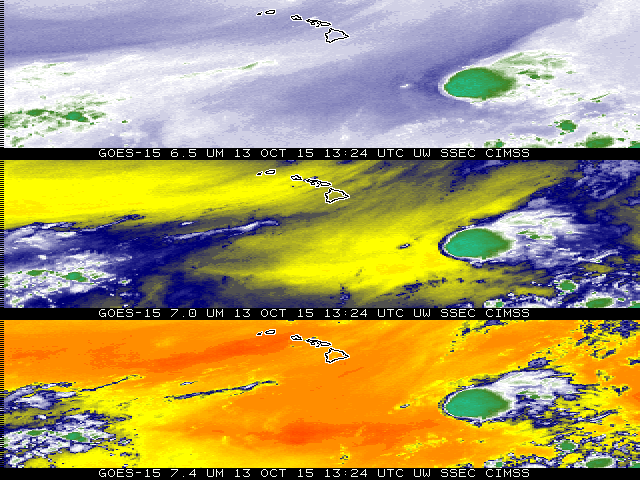 GOES-15 6.5 UM 13 OCT 15 13:24 UTC UW SSEC CIMSS
GOES-15 7.0 UM 13 OCT 15 13:24 UTC UW SSEC CIMSS
GOES-15 7.4 UM 13 OCT 15 13:24 UTC UW SSEC CIMSS